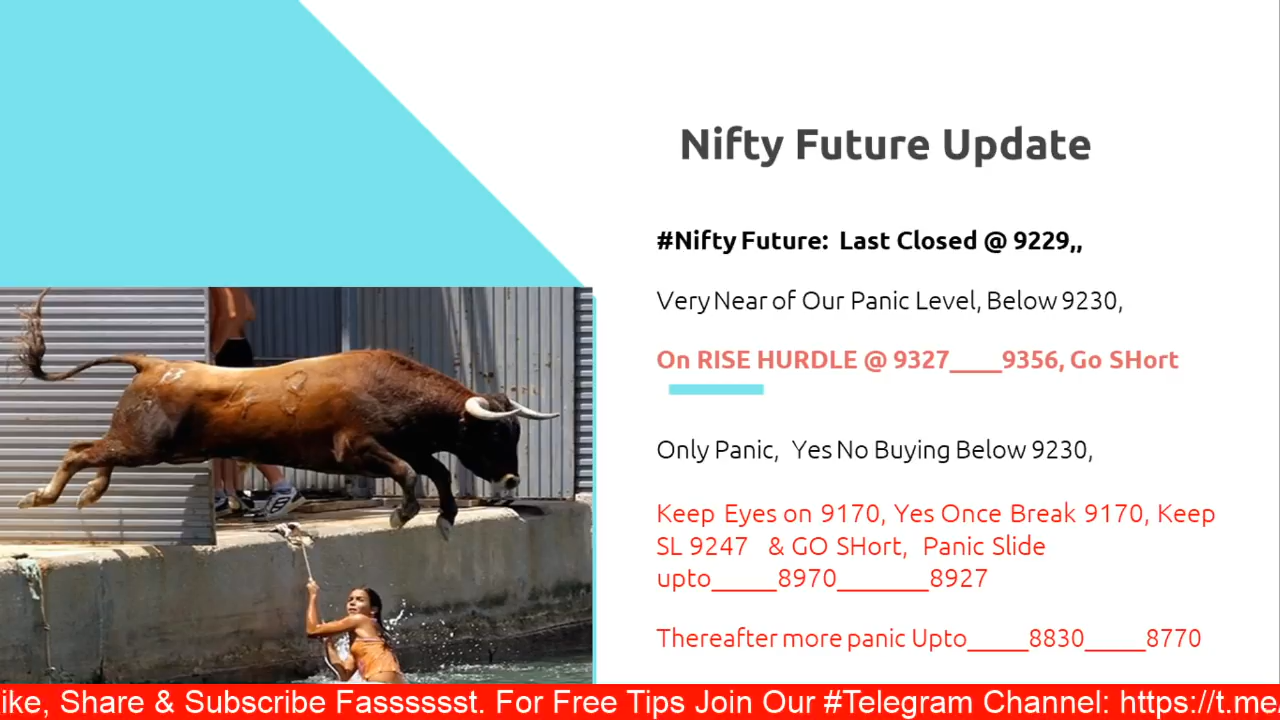 Nifty Future Update
#Nifty Future: Last Closed @ 9229,,
Very Near of Our Panic Level, Below 9230,
On RISE HURDLE @ 9327____9356, Go SHort
Only Panic, Yes No Buying Below 9230,
Keep Eyes on 9170, Yes Once Break 9170, Keep
SL 9247 & GO SHort, Panic Slide
upto_____8970_______8927
Thereafter more panic Upto_____8830_____8770
ike, Share & Subscribe Fasssssst. For Free Tips Join Our #Telegram Channel: https://t.me/